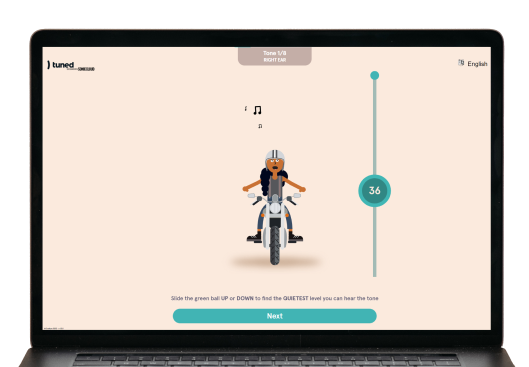 Tone 1/8
RIGHT EAR
tuned
English
36
Slide the green ball UP or DOWN to find the QUIETEST level you can hear the tone
Next